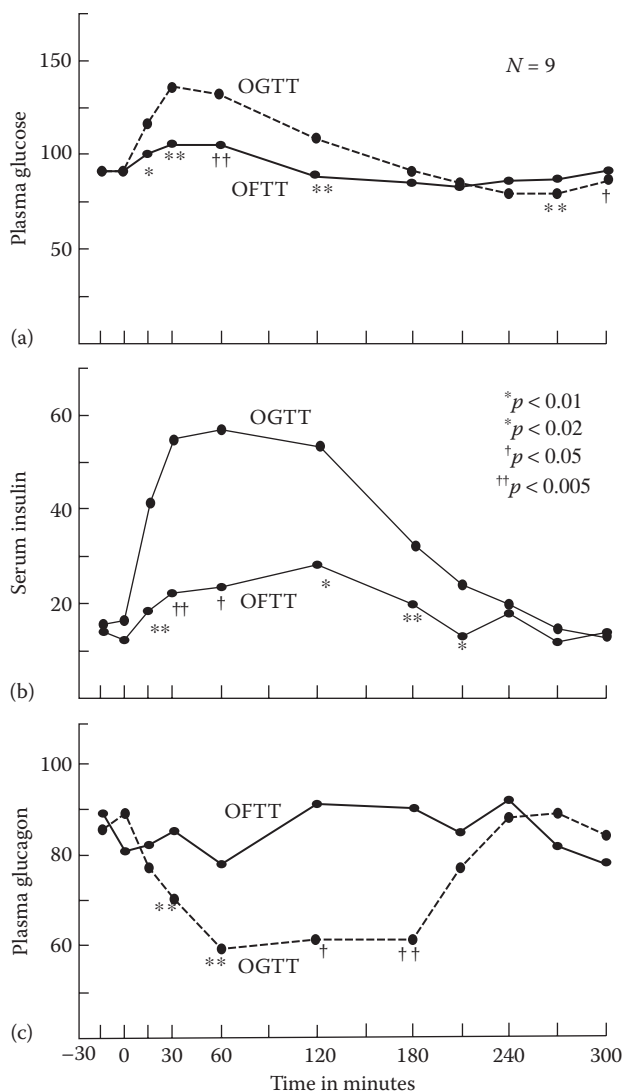 150
OGTT
N = 9
100
* ** †† OFTT ** ** †
Plasma glucose
50
(a)
*p < 0.01
*p < 0.02
†p < 0.05
††p < 0.005
60
OGTT
40
Serum insulin
20
** †† † OFTT * ** *
(b)
100
OFTT
80
Plasma glucagon
** ** OGTT † ††
60
(c)
−30 0 30 60 120 180 240 300
Time in minutes